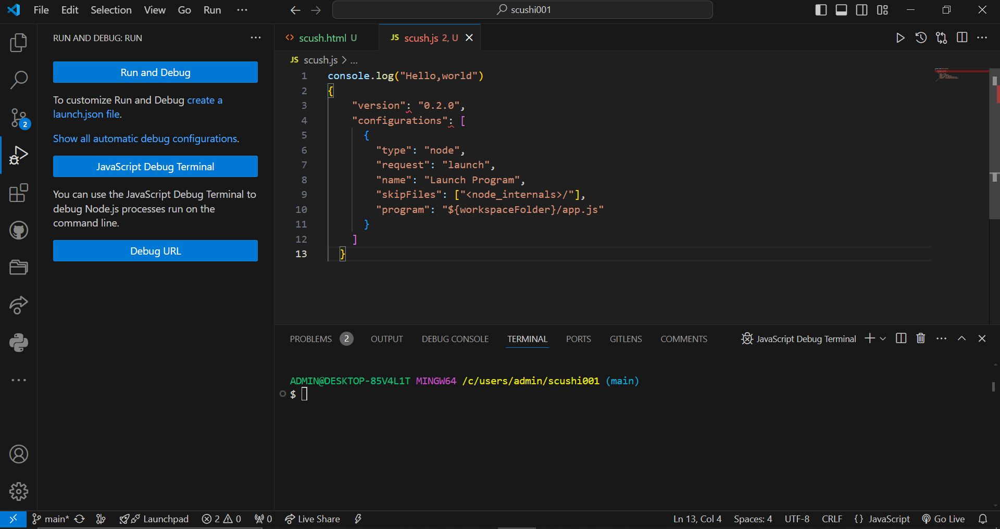 File Edit Selection View Go Run ···
scushi001
RUN AND DEBUG: RUN ···
Run and Debug
To customize Run and Debug create a
launch.json file.
Show all automatic debug configurations.
JavaScript Debug Terminal
You can use the JavaScript Debug Terminal to
debug Node.js processes run on the
command line.
Debug URL
2
<> scush.html U
JS scush.js 2, U
JS scush.js > ...
1 console.log("Hello,world")
2 {
3 "version": "0.2.0",
4 "configurations": [
5 {
6 "type": "node",
7 "request": "launch",
8 "name": "Launch Program",
9 "skipFiles": ["<node_internals>/"],
10 "program": "${workspaceFolder}/app.js"
11 }
12 ]
13 }
PROBLEMS 2 OUTPUT DEBUG CONSOLE TERMINAL PORTS GITLENS COMMENTS
JavaScript Debug Terminal
ADMIN@DESKTOP-85V4L1T MINGW64 /c/users/admin/scushi001 (main)
$
main* Launchpad 2 0 0 Live Share
Ln 13, Col 4 Spaces: 4 UTF-8 CRLF {} JavaScript Go Live